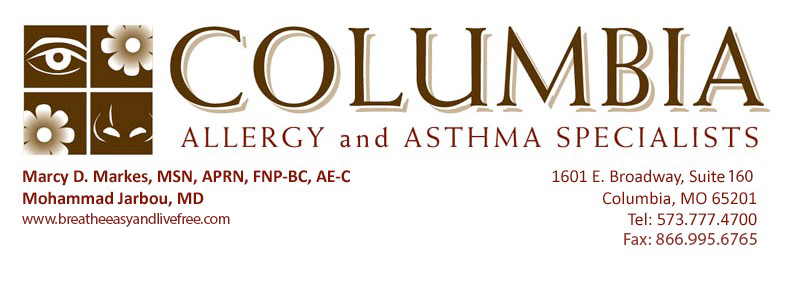 COLUMBIA
ALLERGY and ASTHMA SPECIALISTS
Marcy D. Markes, MSN, APRN, FNP-BC, AE-C
Mohammad Jarbou, MD
www.breatheeasyandlivefree.com
1601 E. Broadway, Suite 160
Columbia, MO 65201
Tel: 573.777.4700
Fax: 866.995.6765